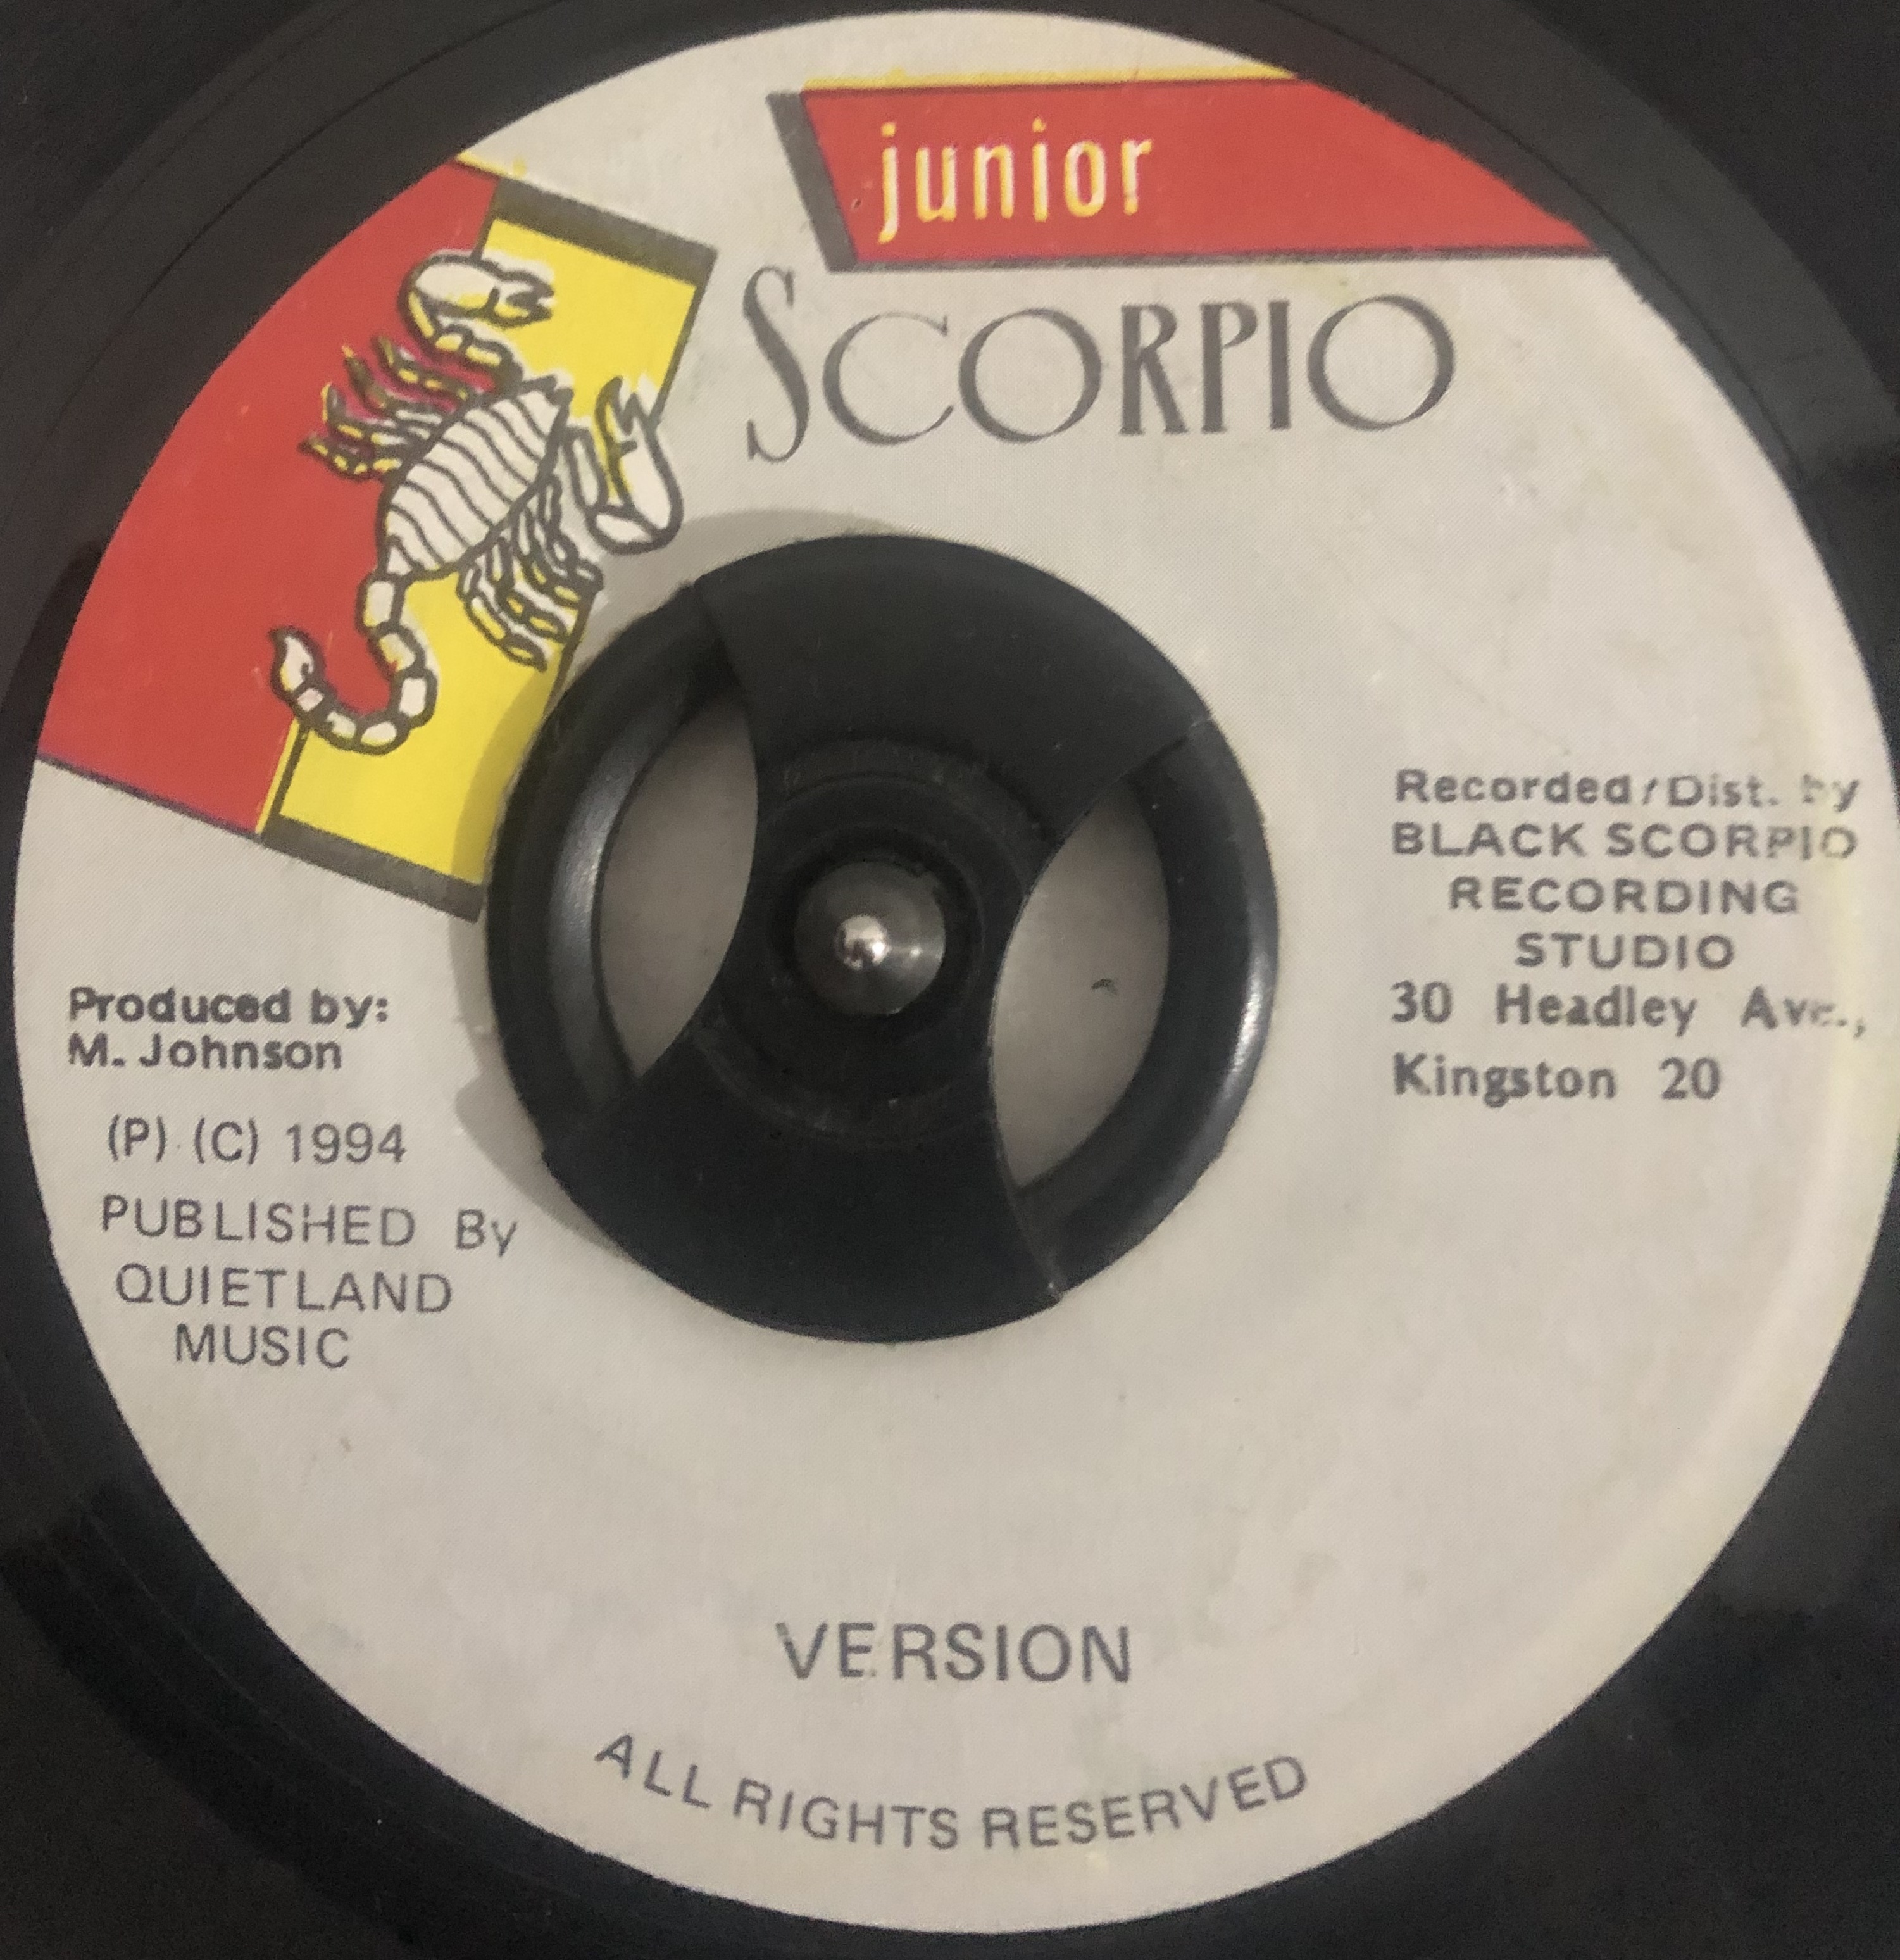 junior
SCORPIO
Recorded/Dist. by
BLACK SCORPIO
RECORDING
STUDIO
30 Headley Ave.,
Kingston 20
Produced by:
M. Johnson
(P) (C) 1994
PUBLISHED By
QUIETLAND
MUSIC
VERSION
ALL RIGHTS RESERVED